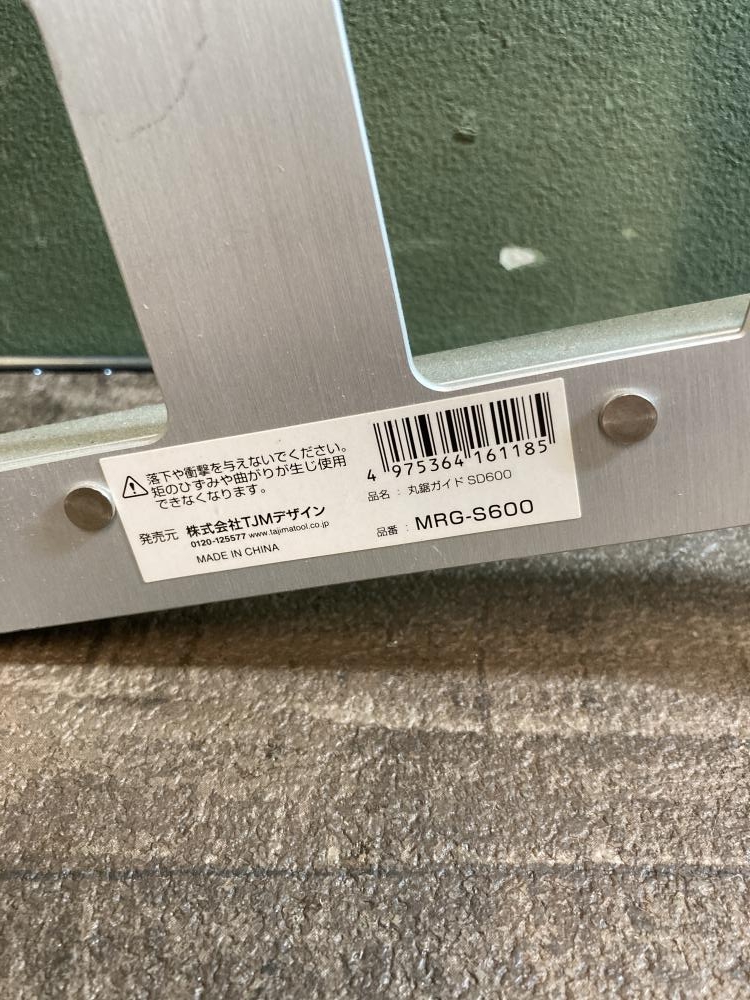 落下や衝撃を与えないでください。
矩のひずみや曲がりが生じ使用
できなくなります。
発売元 株式会社TJMデザイン
0120-125577 www.tajimatool.co.jp
MADE IN CHINA
4 975364 161185
品名： 丸鋸ガイド SD600
品番： MRG-S600